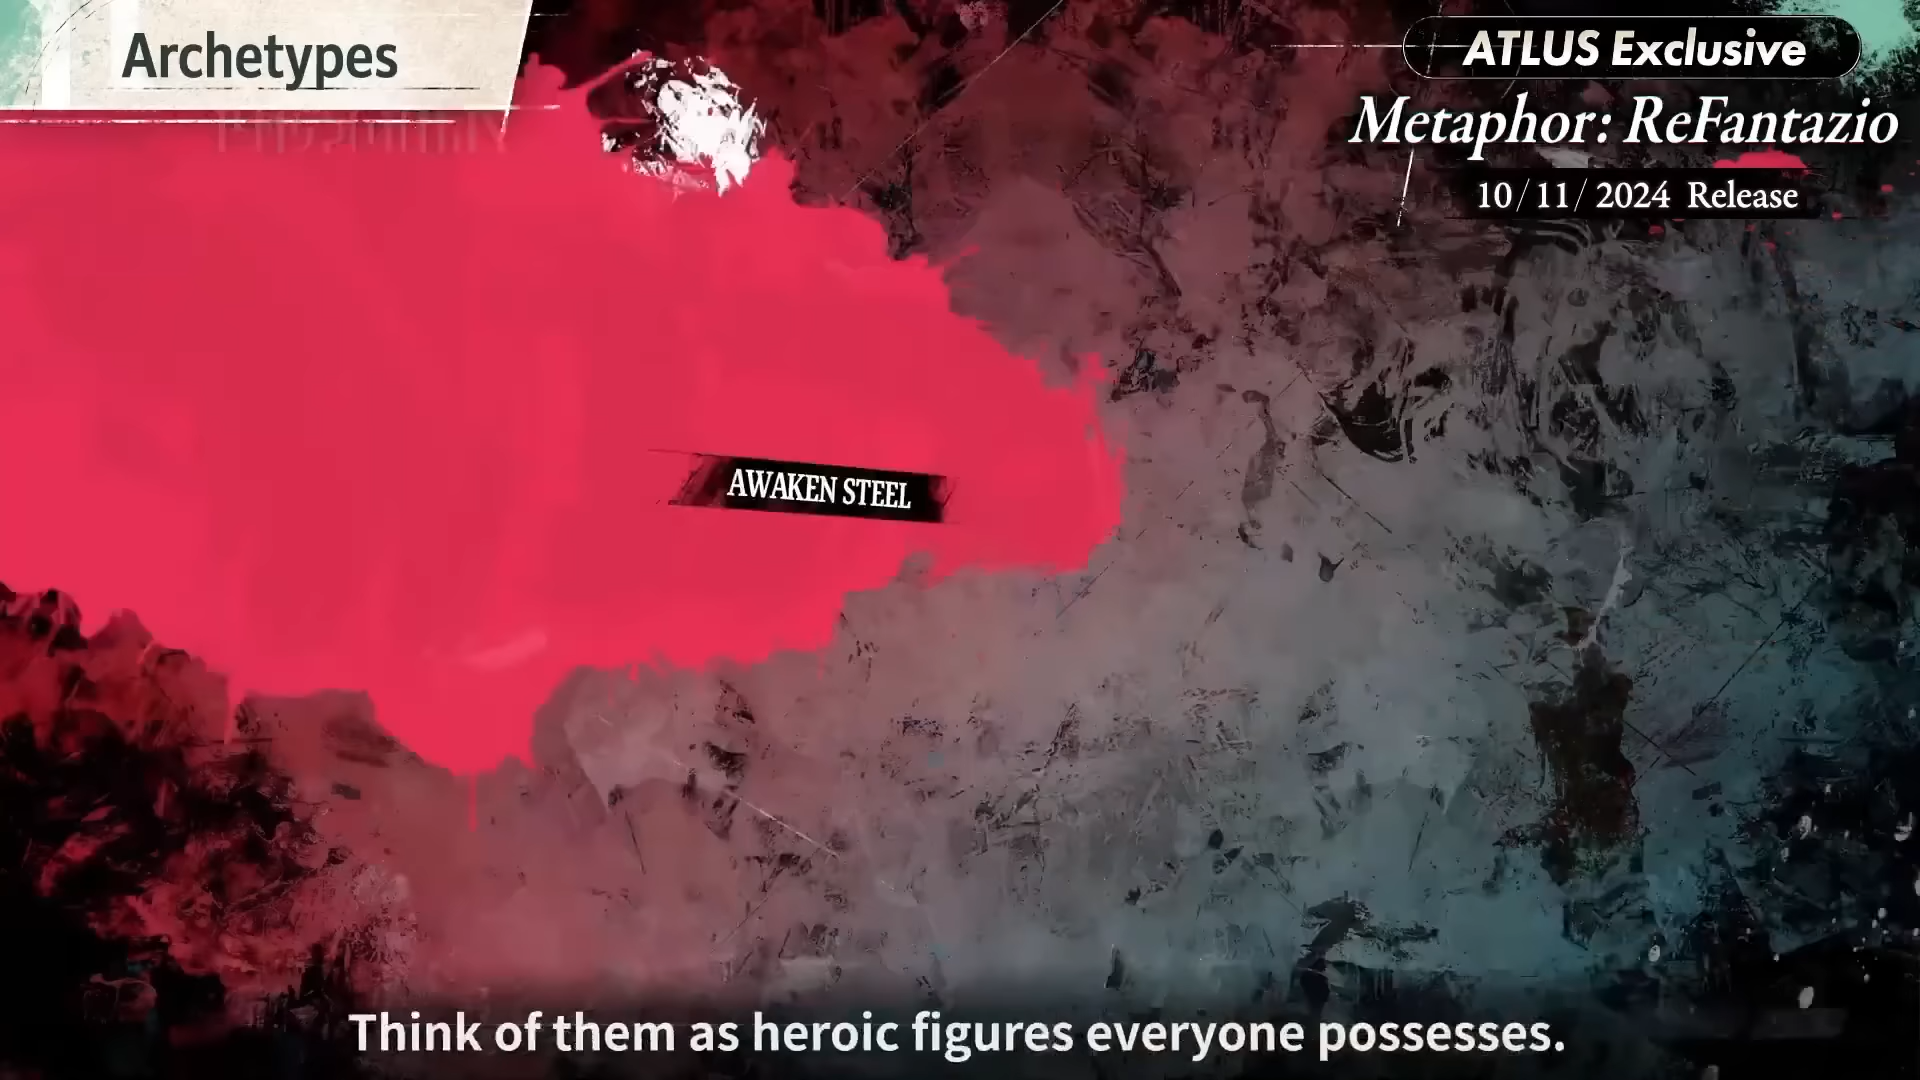 Archetypes
ATLUS Exclusive
Metaphor: ReFantazio
10/11/2024 Release
AWAKEN STEEL
Think of them as heroic figures everyone possesses.